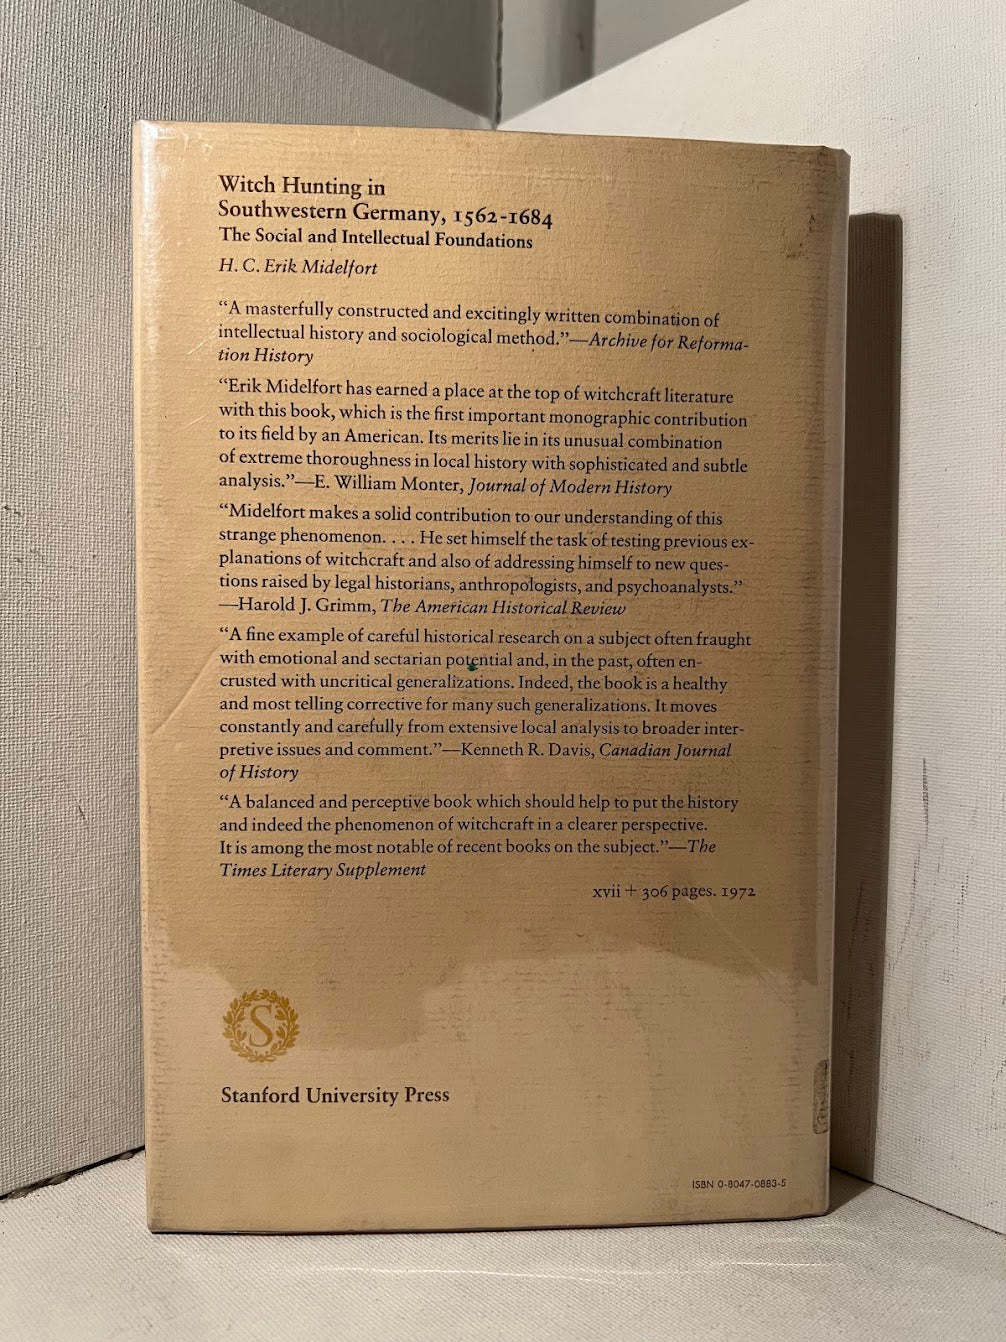 Witch Hunting in
Southwestern Germany, 1562-1684
The Social and Intellectual Foundations
H. C. Erik Midelfort
“A masterfully constructed and excitingly written combination of
intellectual history and sociological method.”—Archive for Reforma-
tion History
“Erik Midelfort has earned a place at the top of witchcraft literature
with this book, which is the first important monographic contribution
to its field by an American. Its merits lie in its unusual combination
of extreme thoroughness in local history with sophisticated and subtle
analysis.”—E. William Monter, Journal of Modern History
“Midelfort makes a solid contribution to our understanding of this
strange phenomenon. . . . He set himself the task of testing previous ex-
planations of witchcraft and also of addressing himself to new ques-
tions raised by legal historians, anthropologists, and psychoanalysts.”
—Harold J. Grimm, The American Historical Review
“A fine example of careful historical research on a subject often fraught
with emotional and sectarian potential and, in the past, often en-
crusted with uncritical generalizations. Indeed, the book is a healthy
and most telling corrective for many such generalizations. It moves
constantly and carefully from extensive local analysis to broader inter-
pretive issues and comment.”—Kenneth R. Davis, Canadian Journal
of History
“A balanced and perceptive book which should help to put the history
and indeed the phenomenon of witchcraft in a clearer perspective.
It is among the most notable of recent books on the subject.”—The
Times Literary Supplement
xvii + 306 pages. 1972
S
Stanford University Press
ISBN 0-8047-0883-5